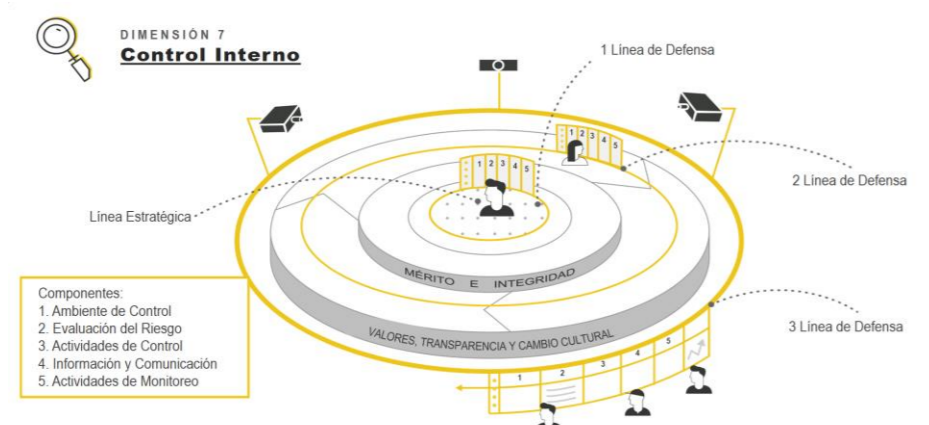 DIMENSIÓN 7
Control Interno
1 Línea de Defensa
1 2 3 4 5
1 2 3 4 5
2 Línea de Defensa
Línea Estratégica
MÉRITO E INTEGRIDAD
VALORES, TRANSPARENCIA Y CAMBIO CULTURAL
3 Línea de Defensa
Componentes:
1. Ambiente de Control
2. Evaluación del Riesgo
3. Actividades de Control
4. Información y Comunicación
5. Actividades de Monitoreo
1 2 3 4 5